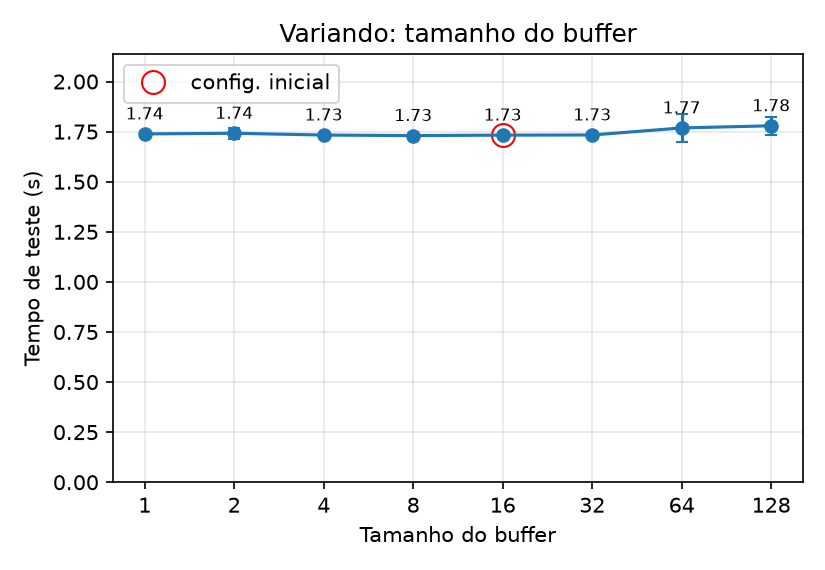 Variando: tamanho do buffer
config. inicial
1.74 1.74 1.73 1.73 1.73 1.73 1.77 1.78
Tempo de teste (s)
2.00
1.75
1.50
1.25
1.00
0.75
0.50
0.25
0.00
1 2 4 8 16 32 64 128
Tamanho do buffer